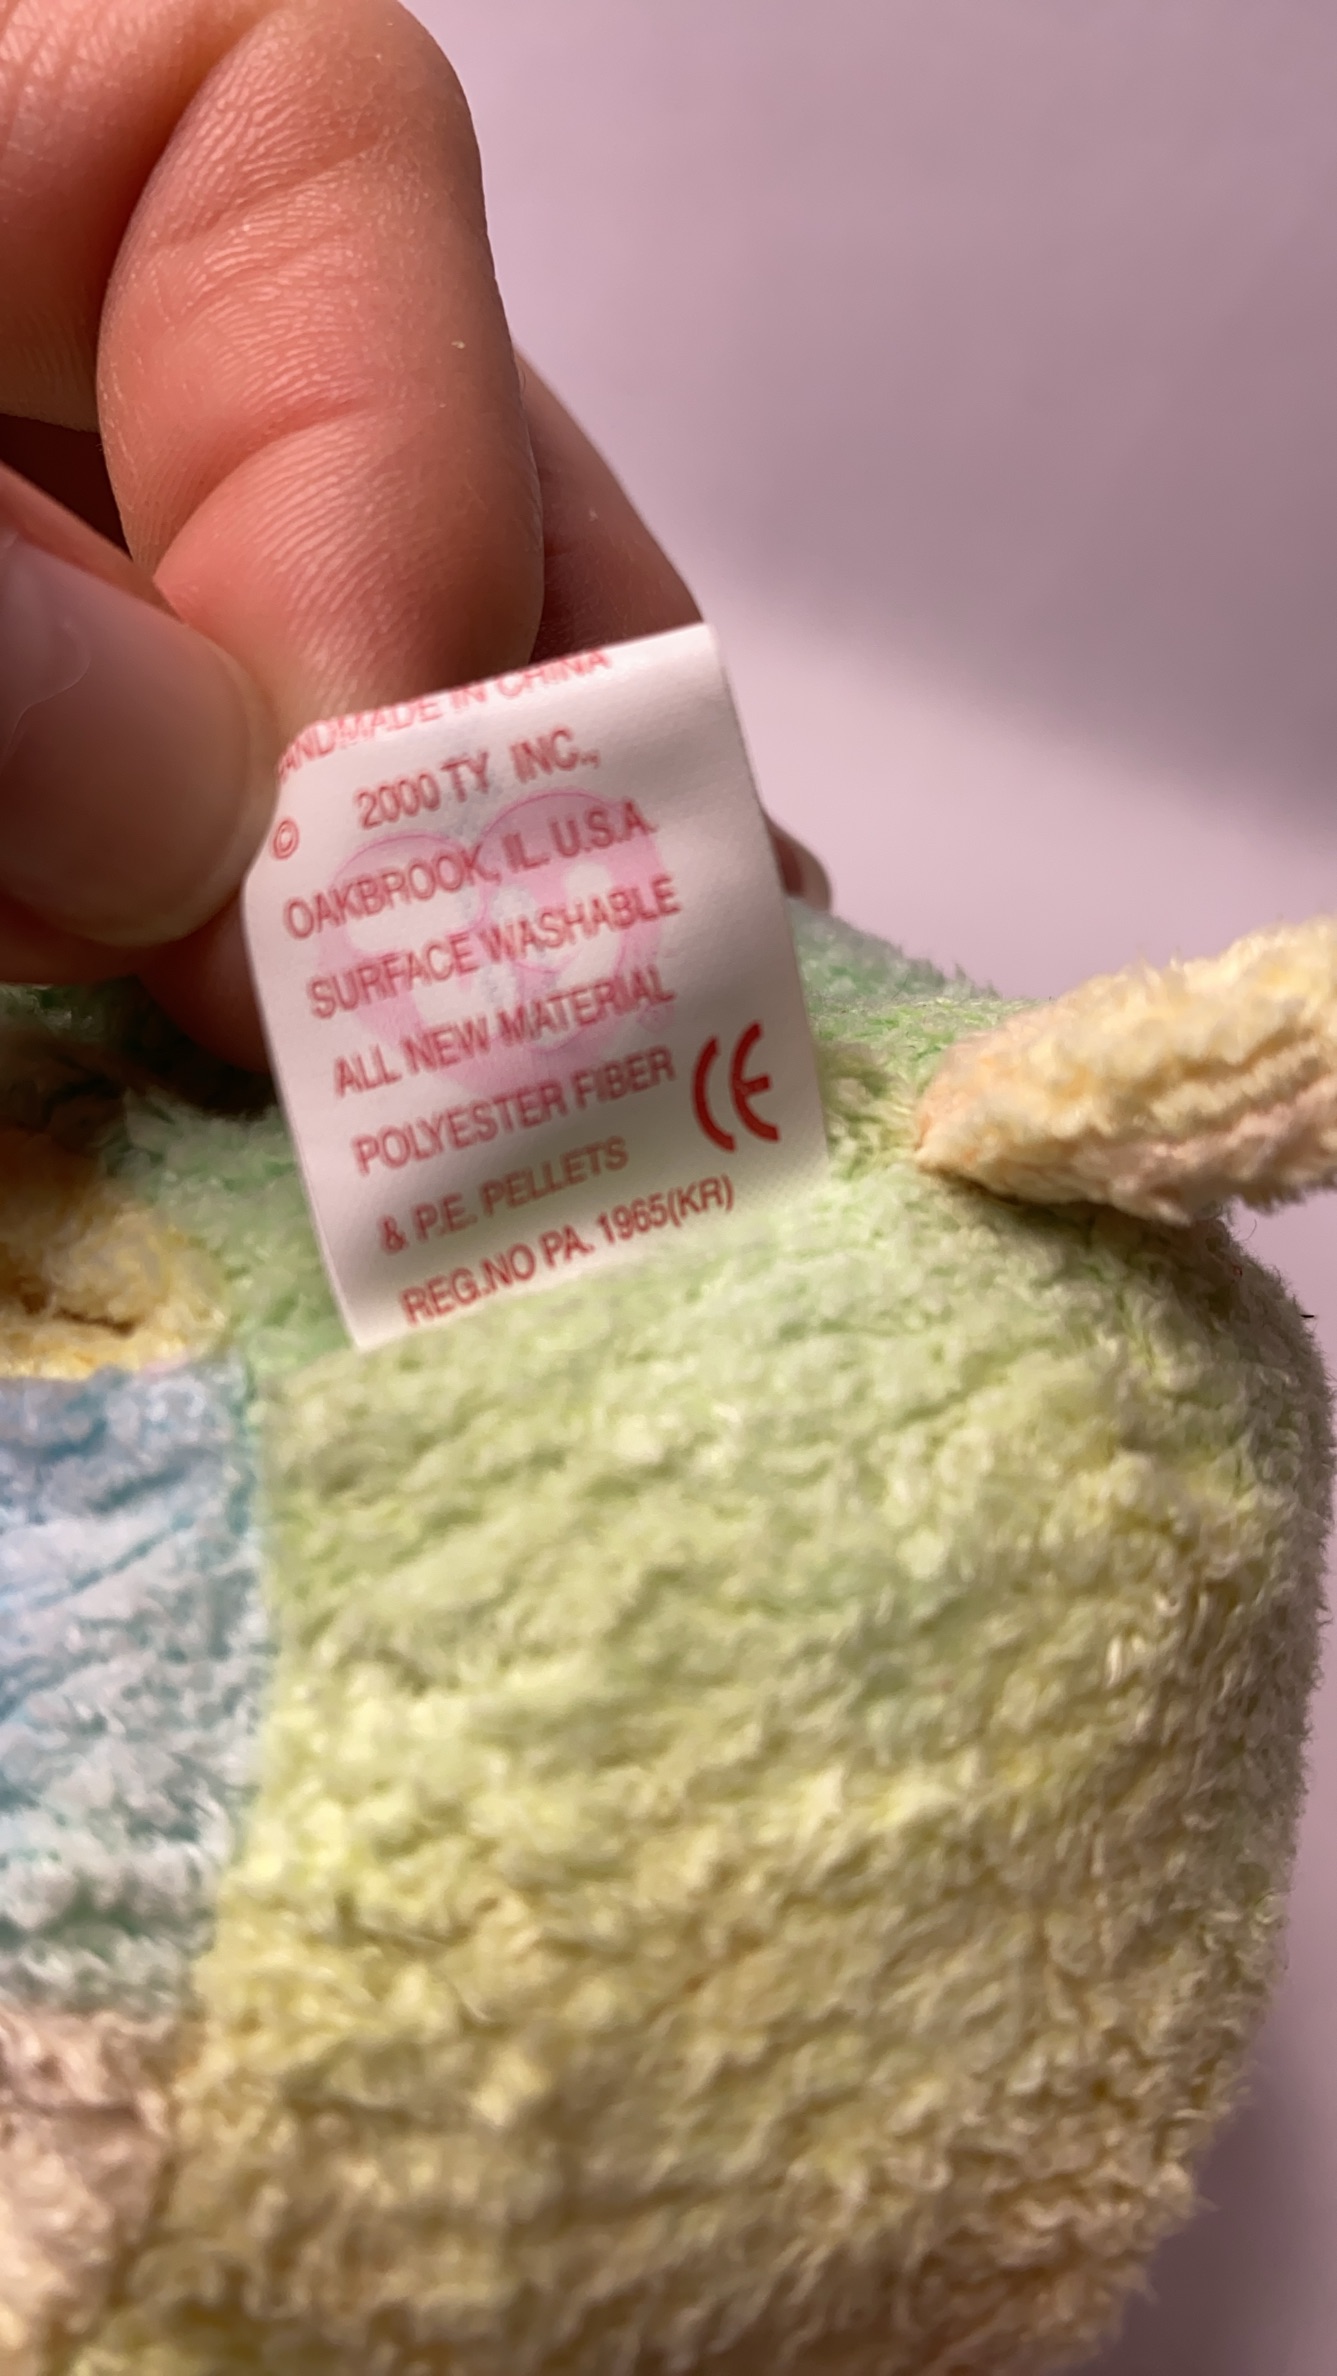 ANDMADE IN CHINA
© 2000 TY INC.,
OAKBROOK, IL. U.S.A.
SURFACE WASHABLE
ALL NEW MATERIAL
POLYESTER FIBER
& P.E. PELLETS CE
REG.NO PA. 1965(KR)